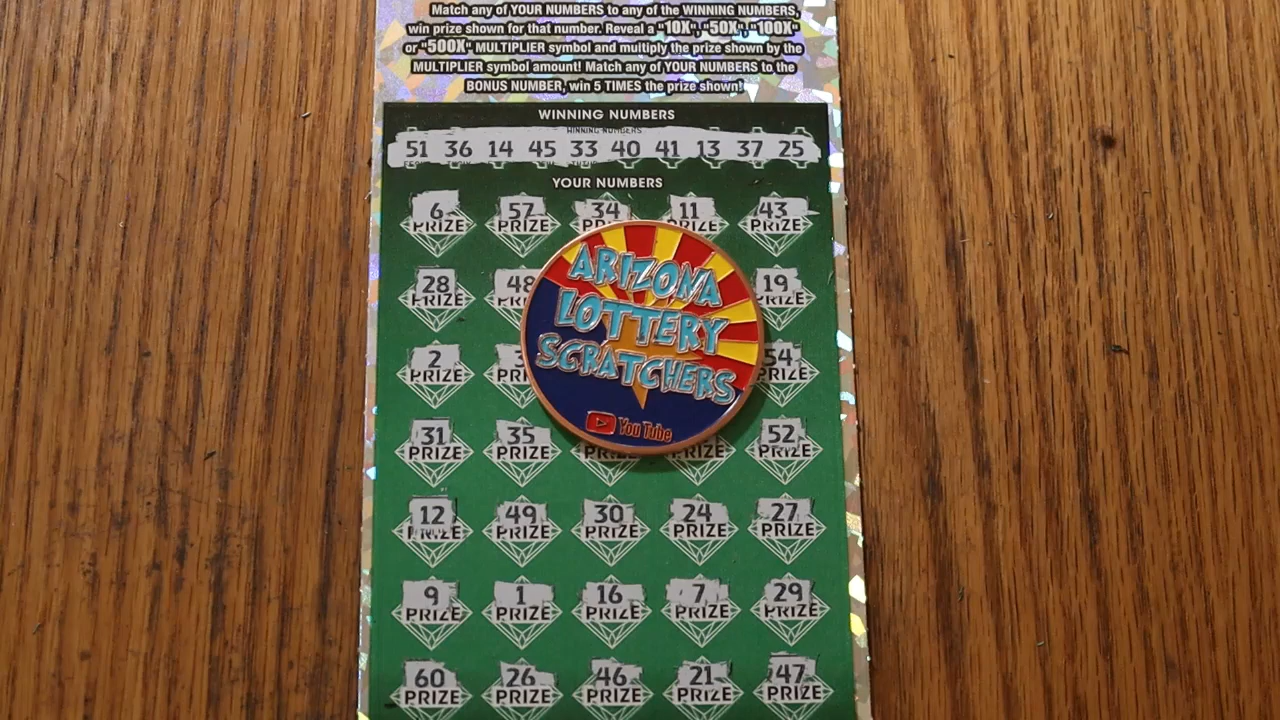 Match any of YOUR NUMBERS to any of the WINNING NUMBERS,
win prize shown for that number. Reveal a "10X", "50X", "100X"
or "500X" MULTIPLIER symbol and multiply the prize shown by the
MULTIPLIER symbol amount! Match any of YOUR NUMBERS to the
BONUS NUMBER, win 5 TIMES the prize shown!
WINNING NUMBERS
WINNING NUMBERS
51 36 14 45 33 40 41 13 37 25
YOUR NUMBERS
6 57 34 11 43
PRIZE PRIZE PRIZE PRIZE PRIZE
28 48 19
PRIZE PRIZE
ARIZONA
LOTTERY
SCRATCHERS
YouTube
2 54
PRIZE PRIZE
31 35 52
PRIZE PRIZE PRIZE PRIZE PRIZE
12 49 30 24 27
PRIZE PRIZE PRIZE PRIZE
9 1 16 7 29
PRIZE PRIZE PRIZE PRIZE PRIZE
60 26 46 21 47
PRIZE PRIZE PRIZE PRIZE PRIZE